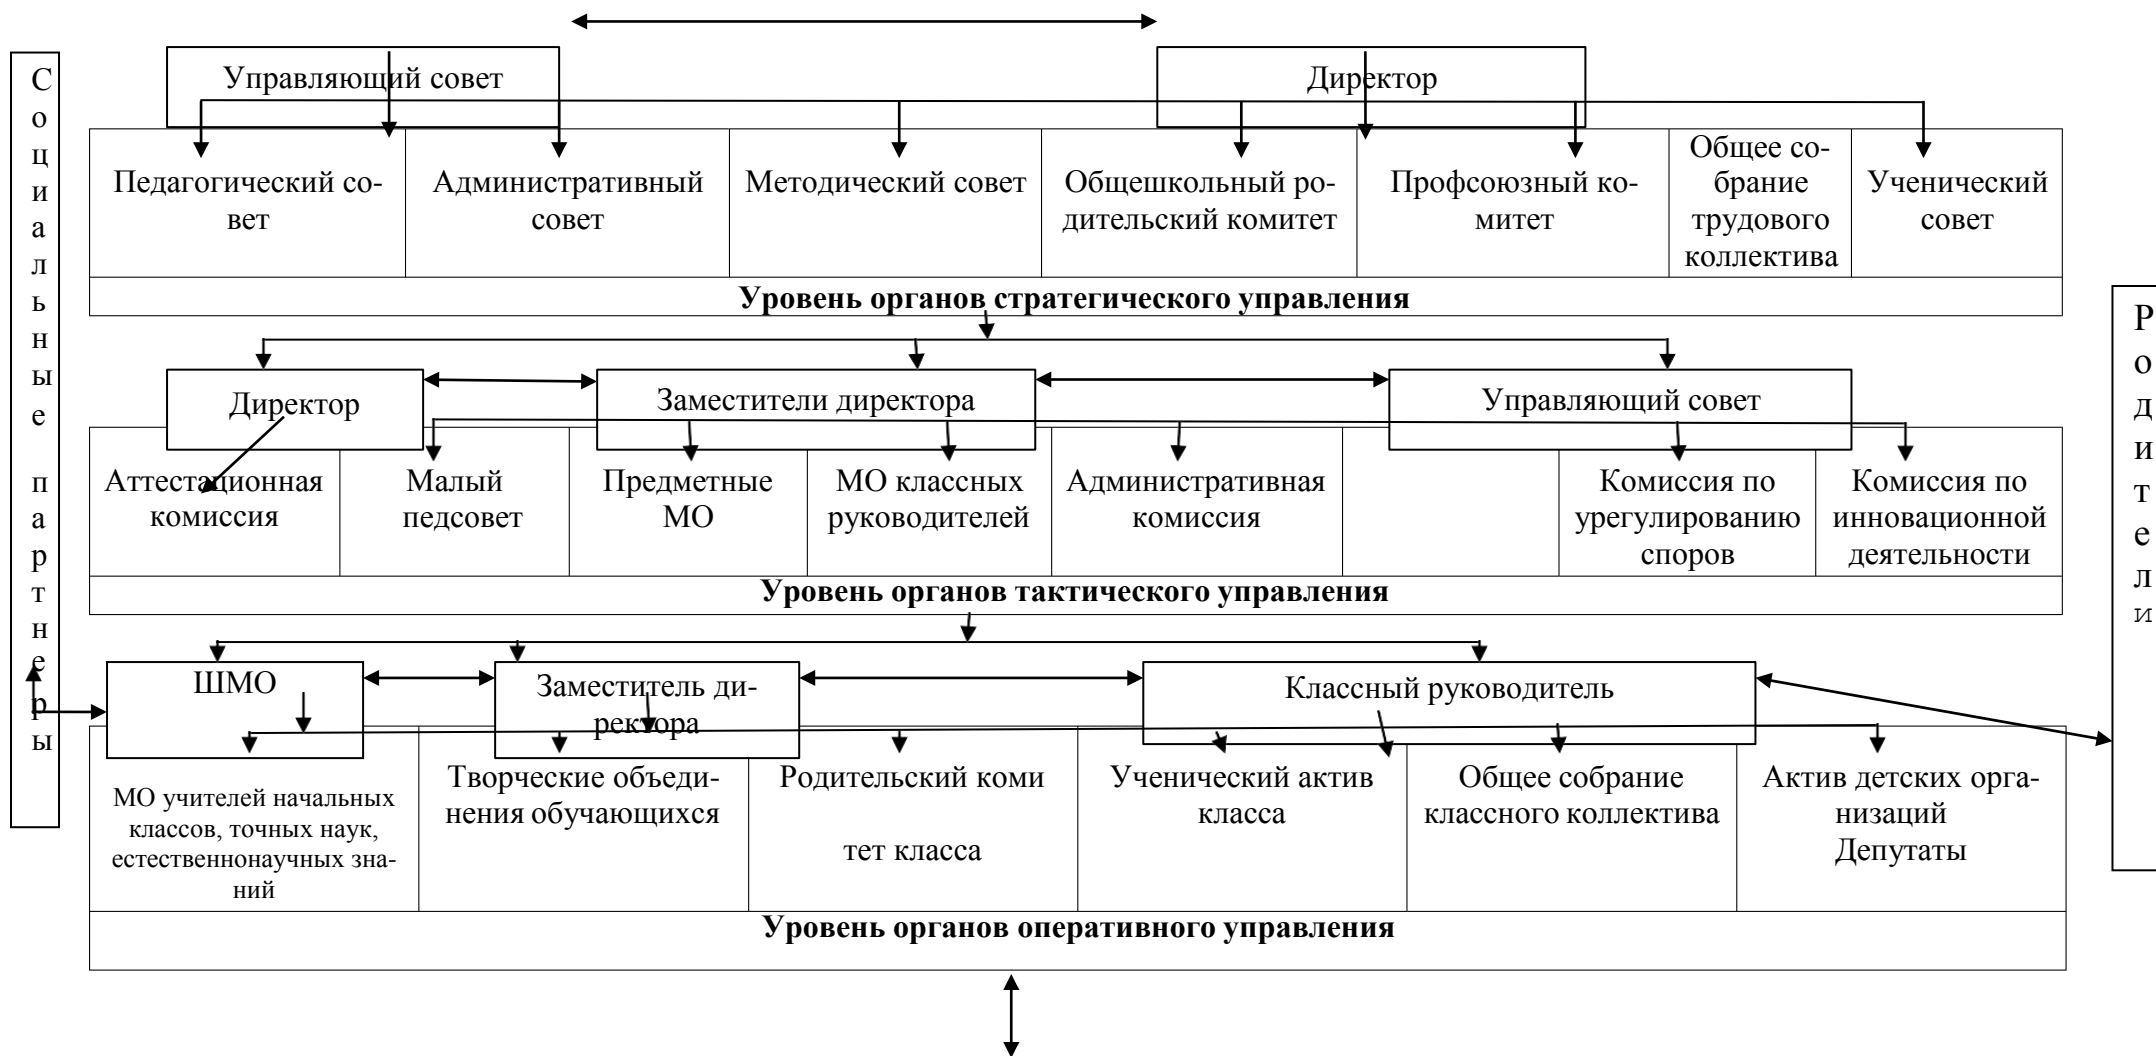 Социальные партнеры
Управляющий совет
Директор
Педагогический со-
вет
Административный
совет
Методический совет
Общешкольный ро-
дительский комитет
Профсоюзный ко-
митет
Общее со-
брание
трудового
коллектива
Ученический
совет
Уровень органов стратегического управления
Родители
Директор
Заместители директора
Управляющий совет
Аттестационная
комиссия
Малый
педсовет
Предметные
МО
МО классных
руководителей
Административная
комиссия
Комиссия по
урегулированию
споров
Комиссия по
инновационной
деятельности
Уровень органов тактического управления
ШМО
Заместитель ди-
ректора
Классный руководитель
МО учителей начальных
классов, точных наук,
естественнонаучных зна-
ний
Творческие объеди-
нения обучающихся
Родительский коми
тет класса
Ученический актив
класса
Общее собрание
классного коллектива
Актив детских орга-
низаций
Депутаты
Уровень органов оперативного управления